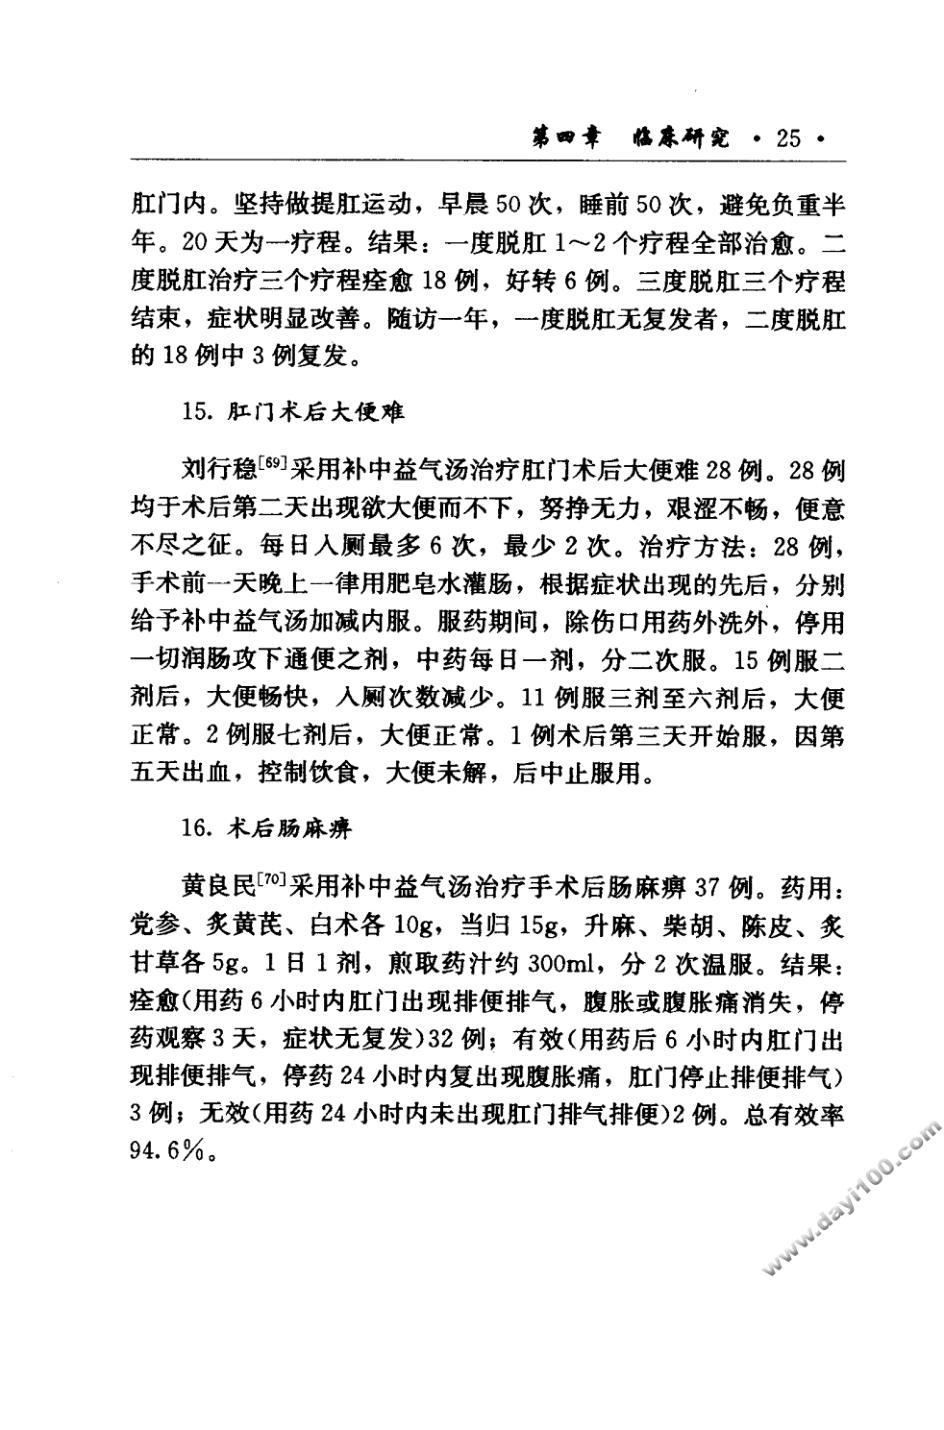 第四章 临床研究 · 25 ·
肛门内。坚持做提肛运动，早晨 50 次，睡前 50 次，避免负重半
年。20 天为一疗程。结果：一度脱肛 1～2 个疗程全部治愈。二
度脱肛治疗三个疗程痊愈 18 例，好转 6 例。三度脱肛三个疗程
结束，症状明显改善。随访一年，一度脱肛无复发者，二度脱肛
的 18 例中 3 例复发。
15. 肛门术后大便难
刘行稳[69]采用补中益气汤治疗肛门术后大便难 28 例。28 例
均于术后第二天出现欲大便而不下，努挣无力，艰涩不畅，便意
不尽之征。每日入厕最多 6 次，最少 2 次。治疗方法：28 例，
手术前一天晚上一律用肥皂水灌肠，根据症状出现的先后，分别
给予补中益气汤加减内服。服药期间，除伤口用药外洗外，停用
一切润肠攻下通便之剂，中药每日一剂，分二次服。15 例服二
剂后，大便畅快，入厕次数减少。11 例服三剂至六剂后，大便
正常。2 例服七剂后，大便正常。1 例术后第三天开始服，因第
五天出血，控制饮食，大便未解，后中止服用。
16. 术后肠麻痹
黄良民[70]采用补中益气汤治疗手术后肠麻痹 37 例。药用：
党参、炙黄芪、白术各 10g，当归 15g，升麻、柴胡、陈皮、炙
甘草各 5g。1 日 1 剂，煎取药汁约 300ml，分 2 次温服。结果：
痊愈(用药 6 小时内肛门出现排便排气，腹胀或腹胀痛消失，停
药观察 3 天，症状无复发)32 例；有效(用药后 6 小时内肛门出
现排便排气，停药 24 小时内复出现腹胀痛，肛门停止排便排气)
3 例；无效(用药 24 小时内未出现肛门排气排便)2 例。总有效率
94.6%。
www.dayi100.com